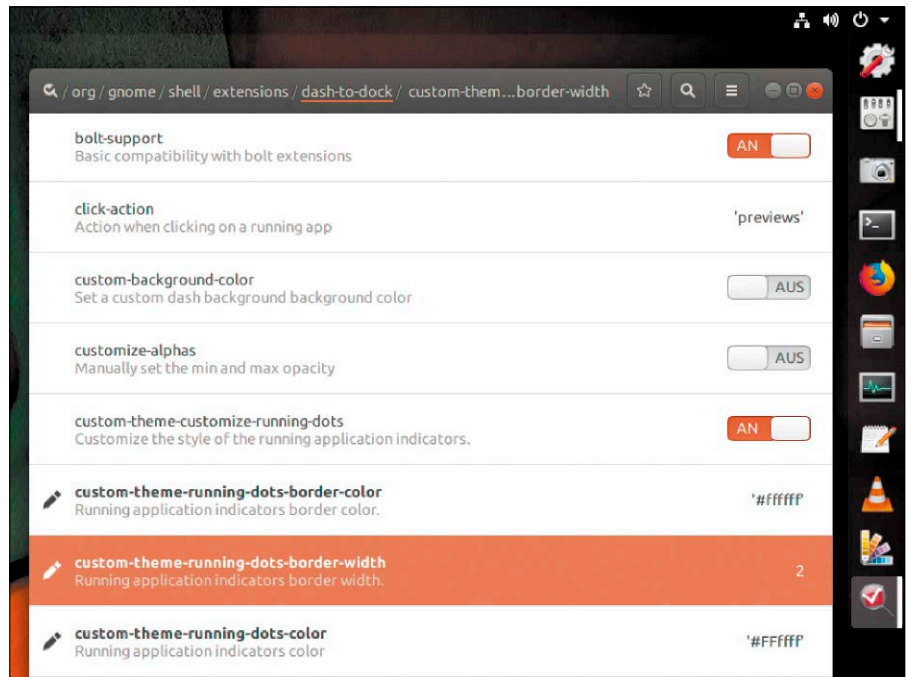 / org / gnome / shell / extensions / dash-to-dock / custom-them...border-width
bolt-support
Basic compatibility with bolt extensions
AN
click-action
Action when clicking on a running app
'previews'
custom-background-color
Set a custom dash background background color
AUS
customize-alphas
Manually set the min and max opacity
AUS
custom-theme-customize-running-dots
Customize the style of the running application indicators.
AN
custom-theme-running-dots-border-color
Running application indicators border color.
'#ffffff'
custom-theme-running-dots-border-width
Running application indicators border width.
2
custom-theme-running-dots-color
Running application indicators color
'#FFffff'